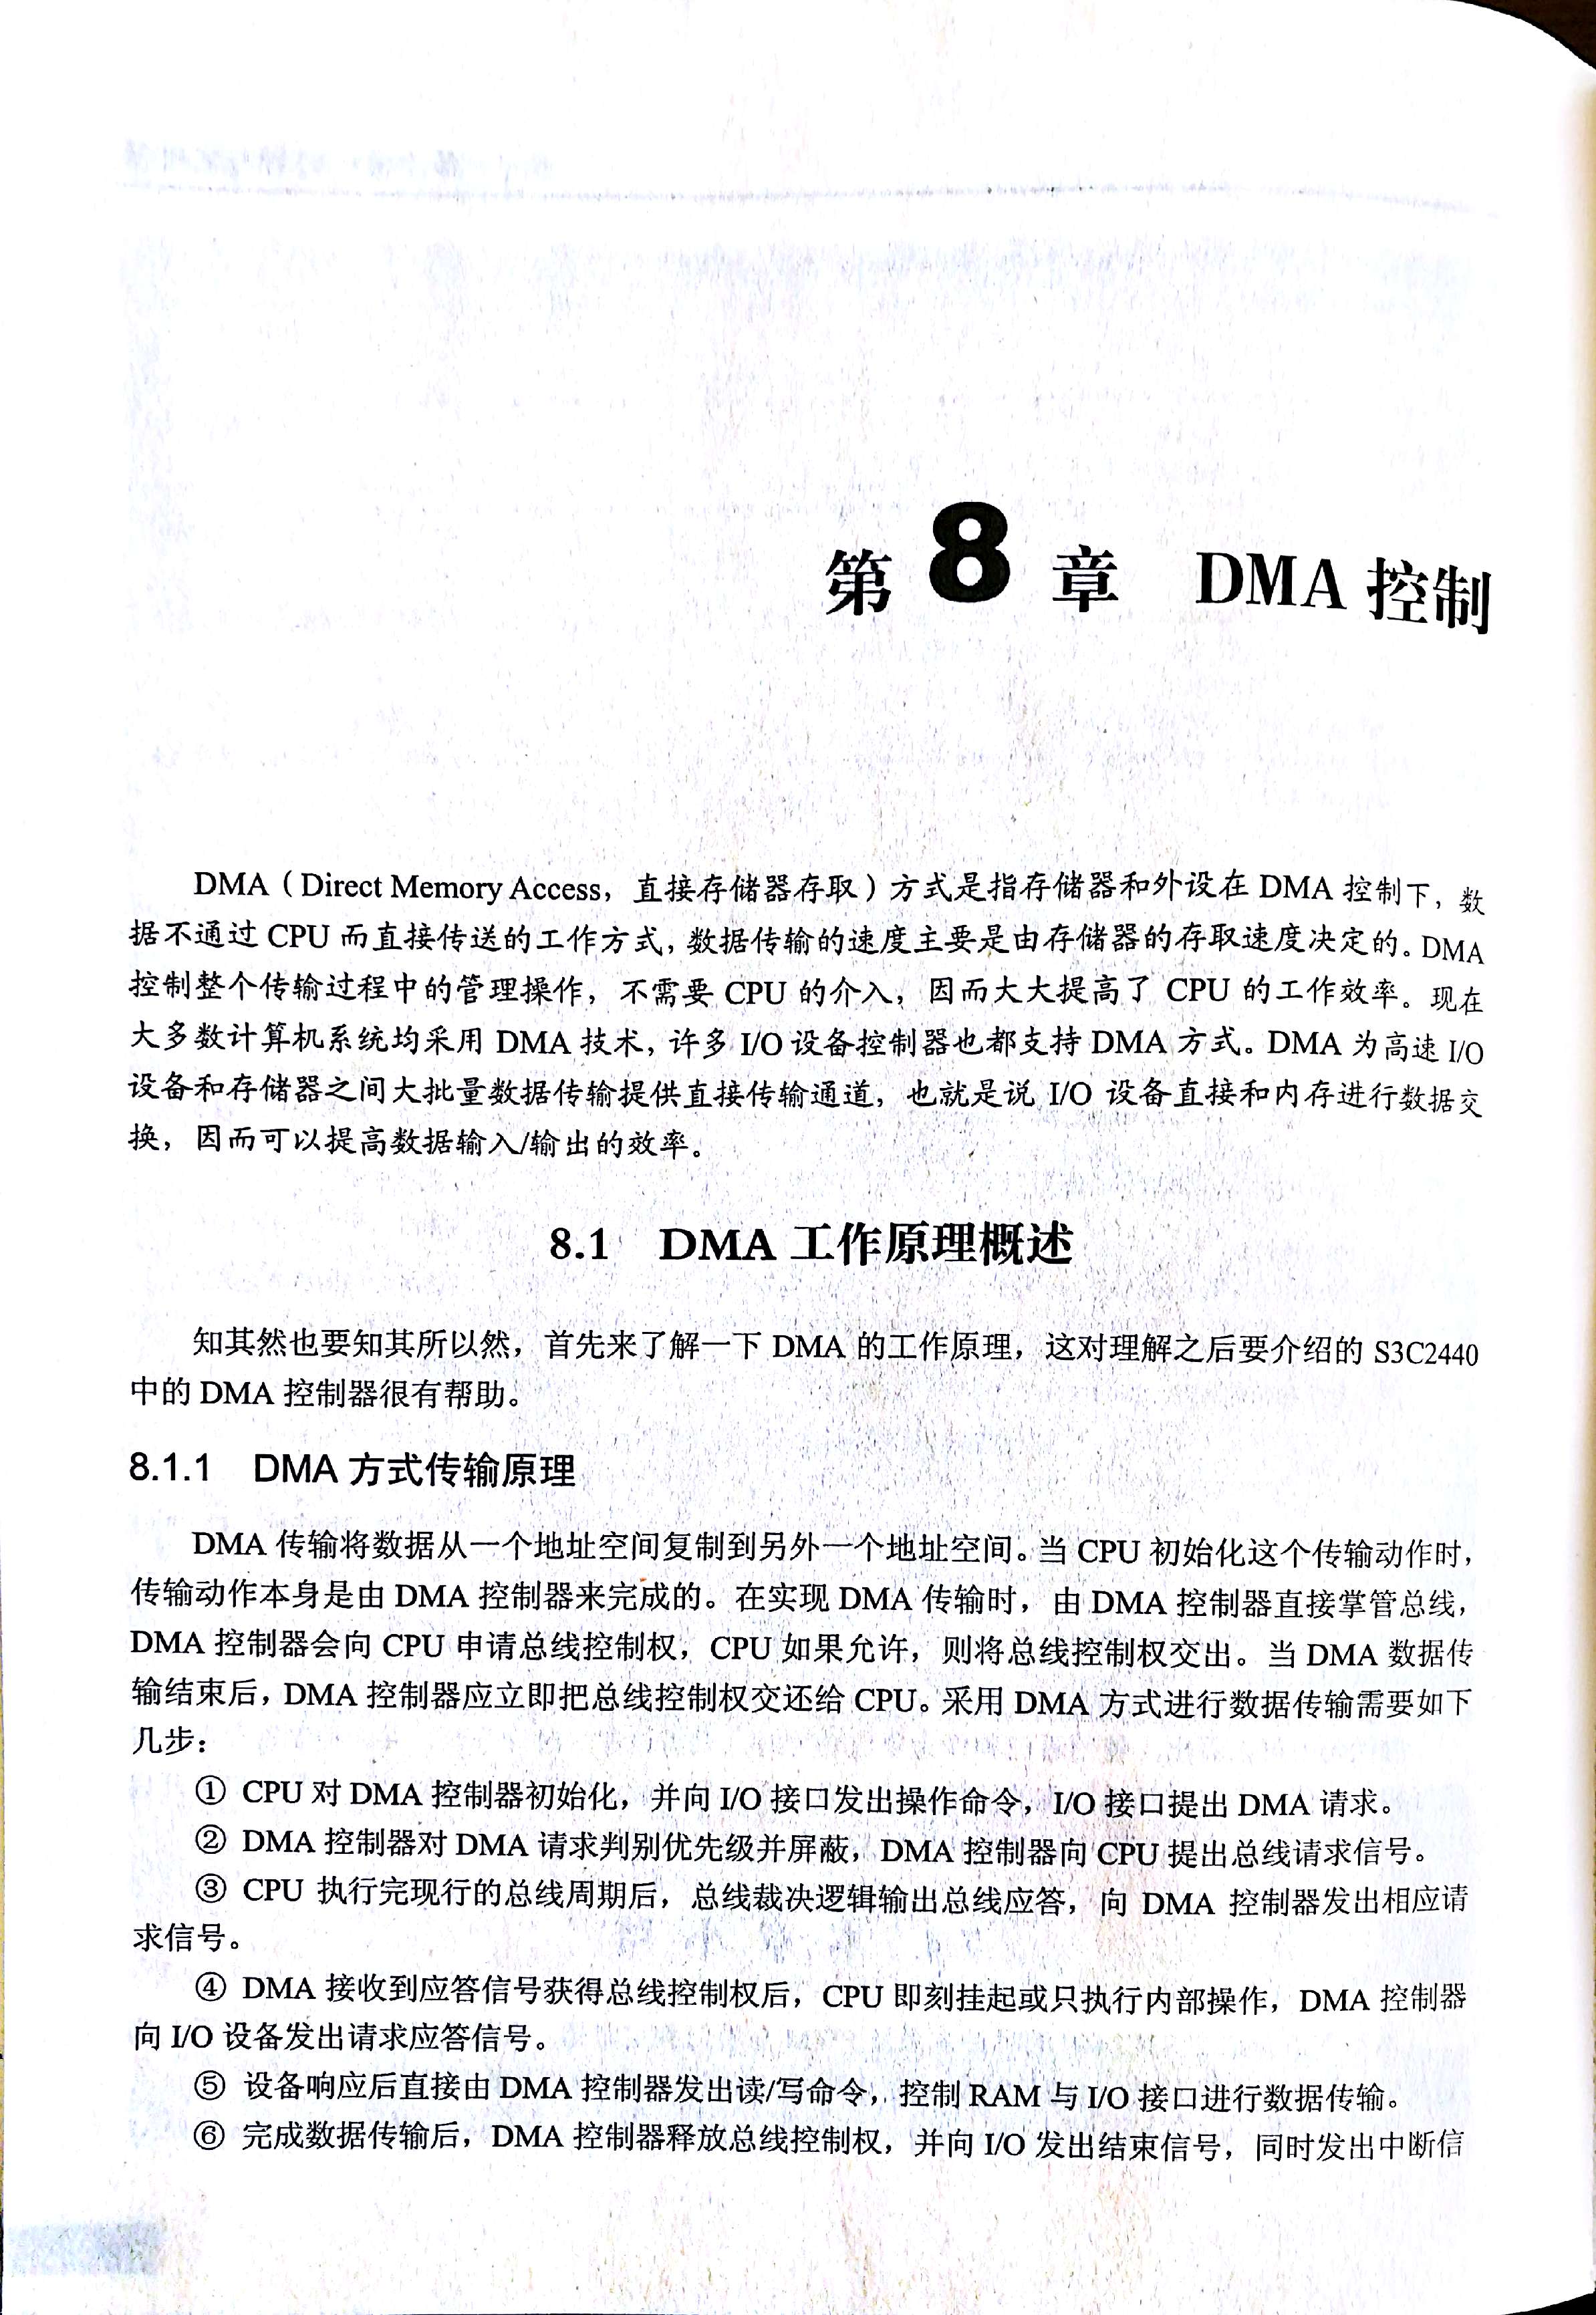 第 8 章 DMA 控制
DMA（Direct Memory Access，直接存储器存取）方式是指存储器和外设在 DMA 控制下，数
据不通过 CPU 而直接传送的工作方式，数据传输的速度主要是由存储器的存取速度决定的。DMA
控制整个传输过程中的管理操作，不需要 CPU 的介入，因而大大提高了 CPU 的工作效率。现在
大多数计算机系统均采用 DMA 技术，许多 I/O 设备控制器也都支持 DMA 方式。DMA 为高速 I/O
设备和存储器之间大批量数据传输提供直接传输通道，也就是说 I/O 设备直接和内存进行数据交
换，因而可以提高数据输入/输出的效率。
8.1 DMA 工作原理概述
知其然也要知其所以然，首先来了解一下 DMA 的工作原理，这对理解之后要介绍的 S3C2440
中的 DMA 控制器很有帮助。
8.1.1 DMA 方式传输原理
DMA 传输将数据从一个地址空间复制到另外一个地址空间。当 CPU 初始化这个传输动作时，
传输动作本身是由 DMA 控制器来完成的。在实现 DMA 传输时，由 DMA 控制器直接掌管总线，
DMA 控制器会向 CPU 申请总线控制权，CPU 如果允许，则将总线控制权交出。当 DMA 数据传
输结束后，DMA 控制器应立即把总线控制权交还给 CPU。采用 DMA 方式进行数据传输需要如下
几步：
① CPU 对 DMA 控制器初始化，并向 I/O 接口发出操作命令，I/O 接口提出 DMA 请求。
② DMA 控制器对 DMA 请求判别优先级并屏蔽，DMA 控制器向 CPU 提出总线请求信号。
③ CPU 执行完现行的总线周期后，总线裁决逻辑输出总线应答，向 DMA 控制器发出相应请
求信号。
④ DMA 接收到应答信号获得总线控制权后，CPU 即刻挂起或只执行内部操作，DMA 控制器
向 I/O 设备发出请求应答信号。
⑤ 设备响应后直接由 DMA 控制器发出读/写命令，控制 RAM 与 I/O 接口进行数据传输。
⑥ 完成数据传输后，DMA 控制器释放总线控制权，并向 I/O 发出结束信号，同时发出中断信